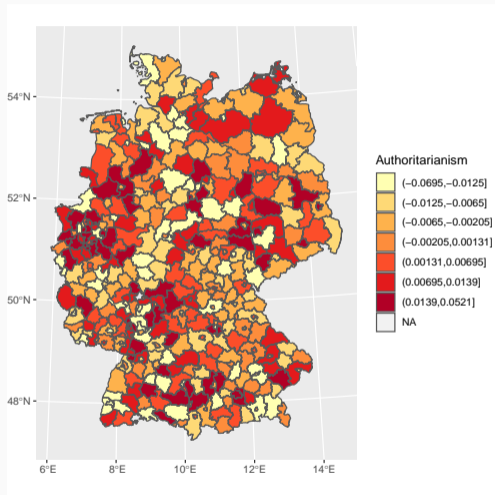 54°N
52°N
50°N
48°N
6°E
8°E
10°E
12°E
14°E
Authoritarianism
(−0.0695,−0.0125]
(−0.0125,−0.0065]
(−0.0065,−0.00205]
(−0.00205,0.00131]
(0.00131,0.00695]
(0.00695,0.0139]
(0.0139,0.0521]
NA